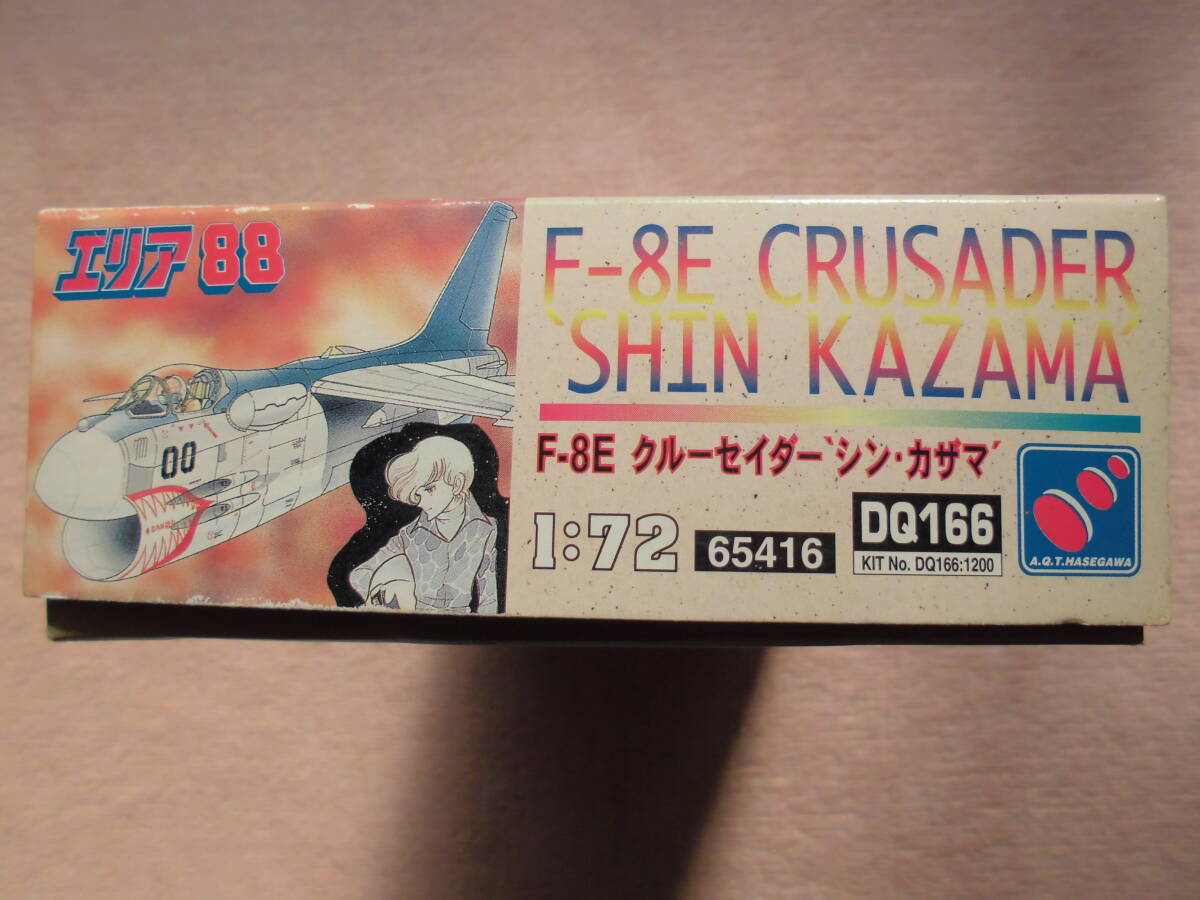 エリア88
00
DANGER
F-8E CRUSADER
`SHIN KAZAMA´
F-8E クルーセイダー`シン・カザマ´
1:72
65416
DQ166
KIT No. DQ166:1200
A.Q.T.HASEGAWA